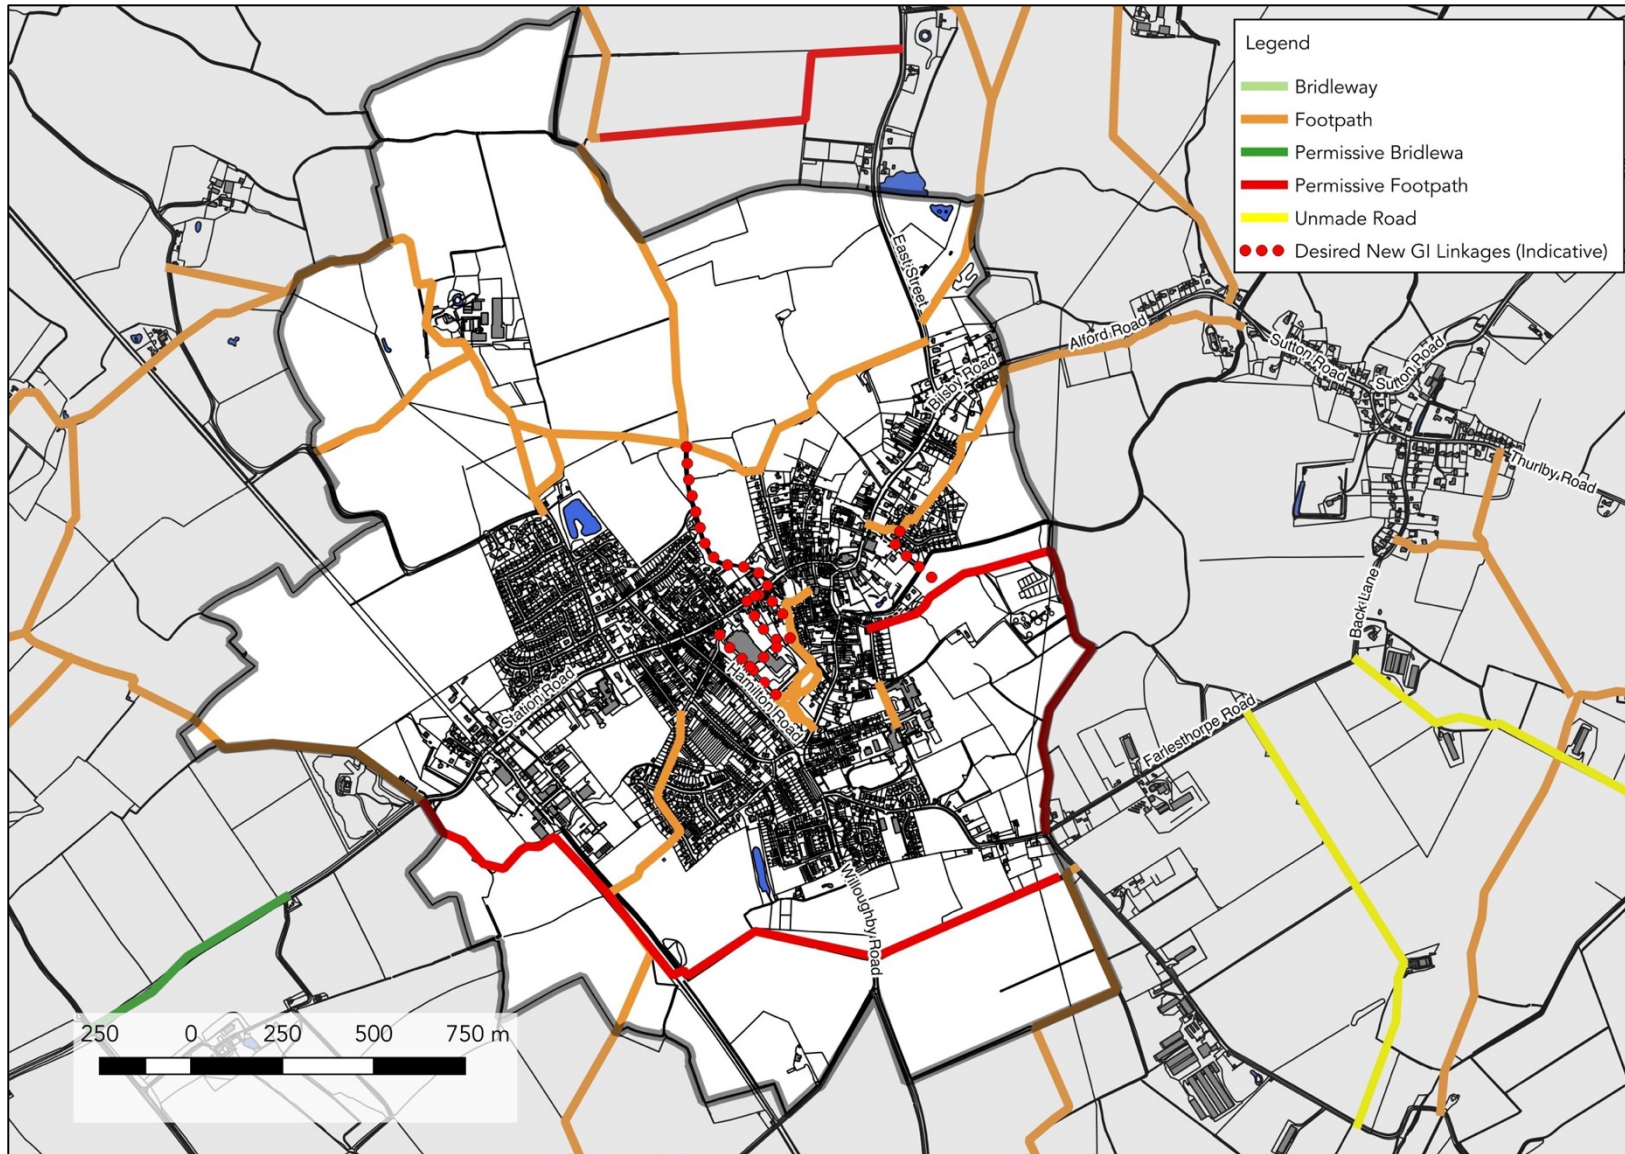 Legend
Bridleway
Footpath
Permissive Bridlewa
Permissive Footpath
Unmade Road
Desired New GI Linkages (Indicative)
East Street
Alford Road
Bilsby Road
Sutton Road
Sutton Road
Thurlby Road
Back Lane
Station Road
Hamilton Road
Farlesthorpe Road
Willoughby Road
250 0 250 500 750 m